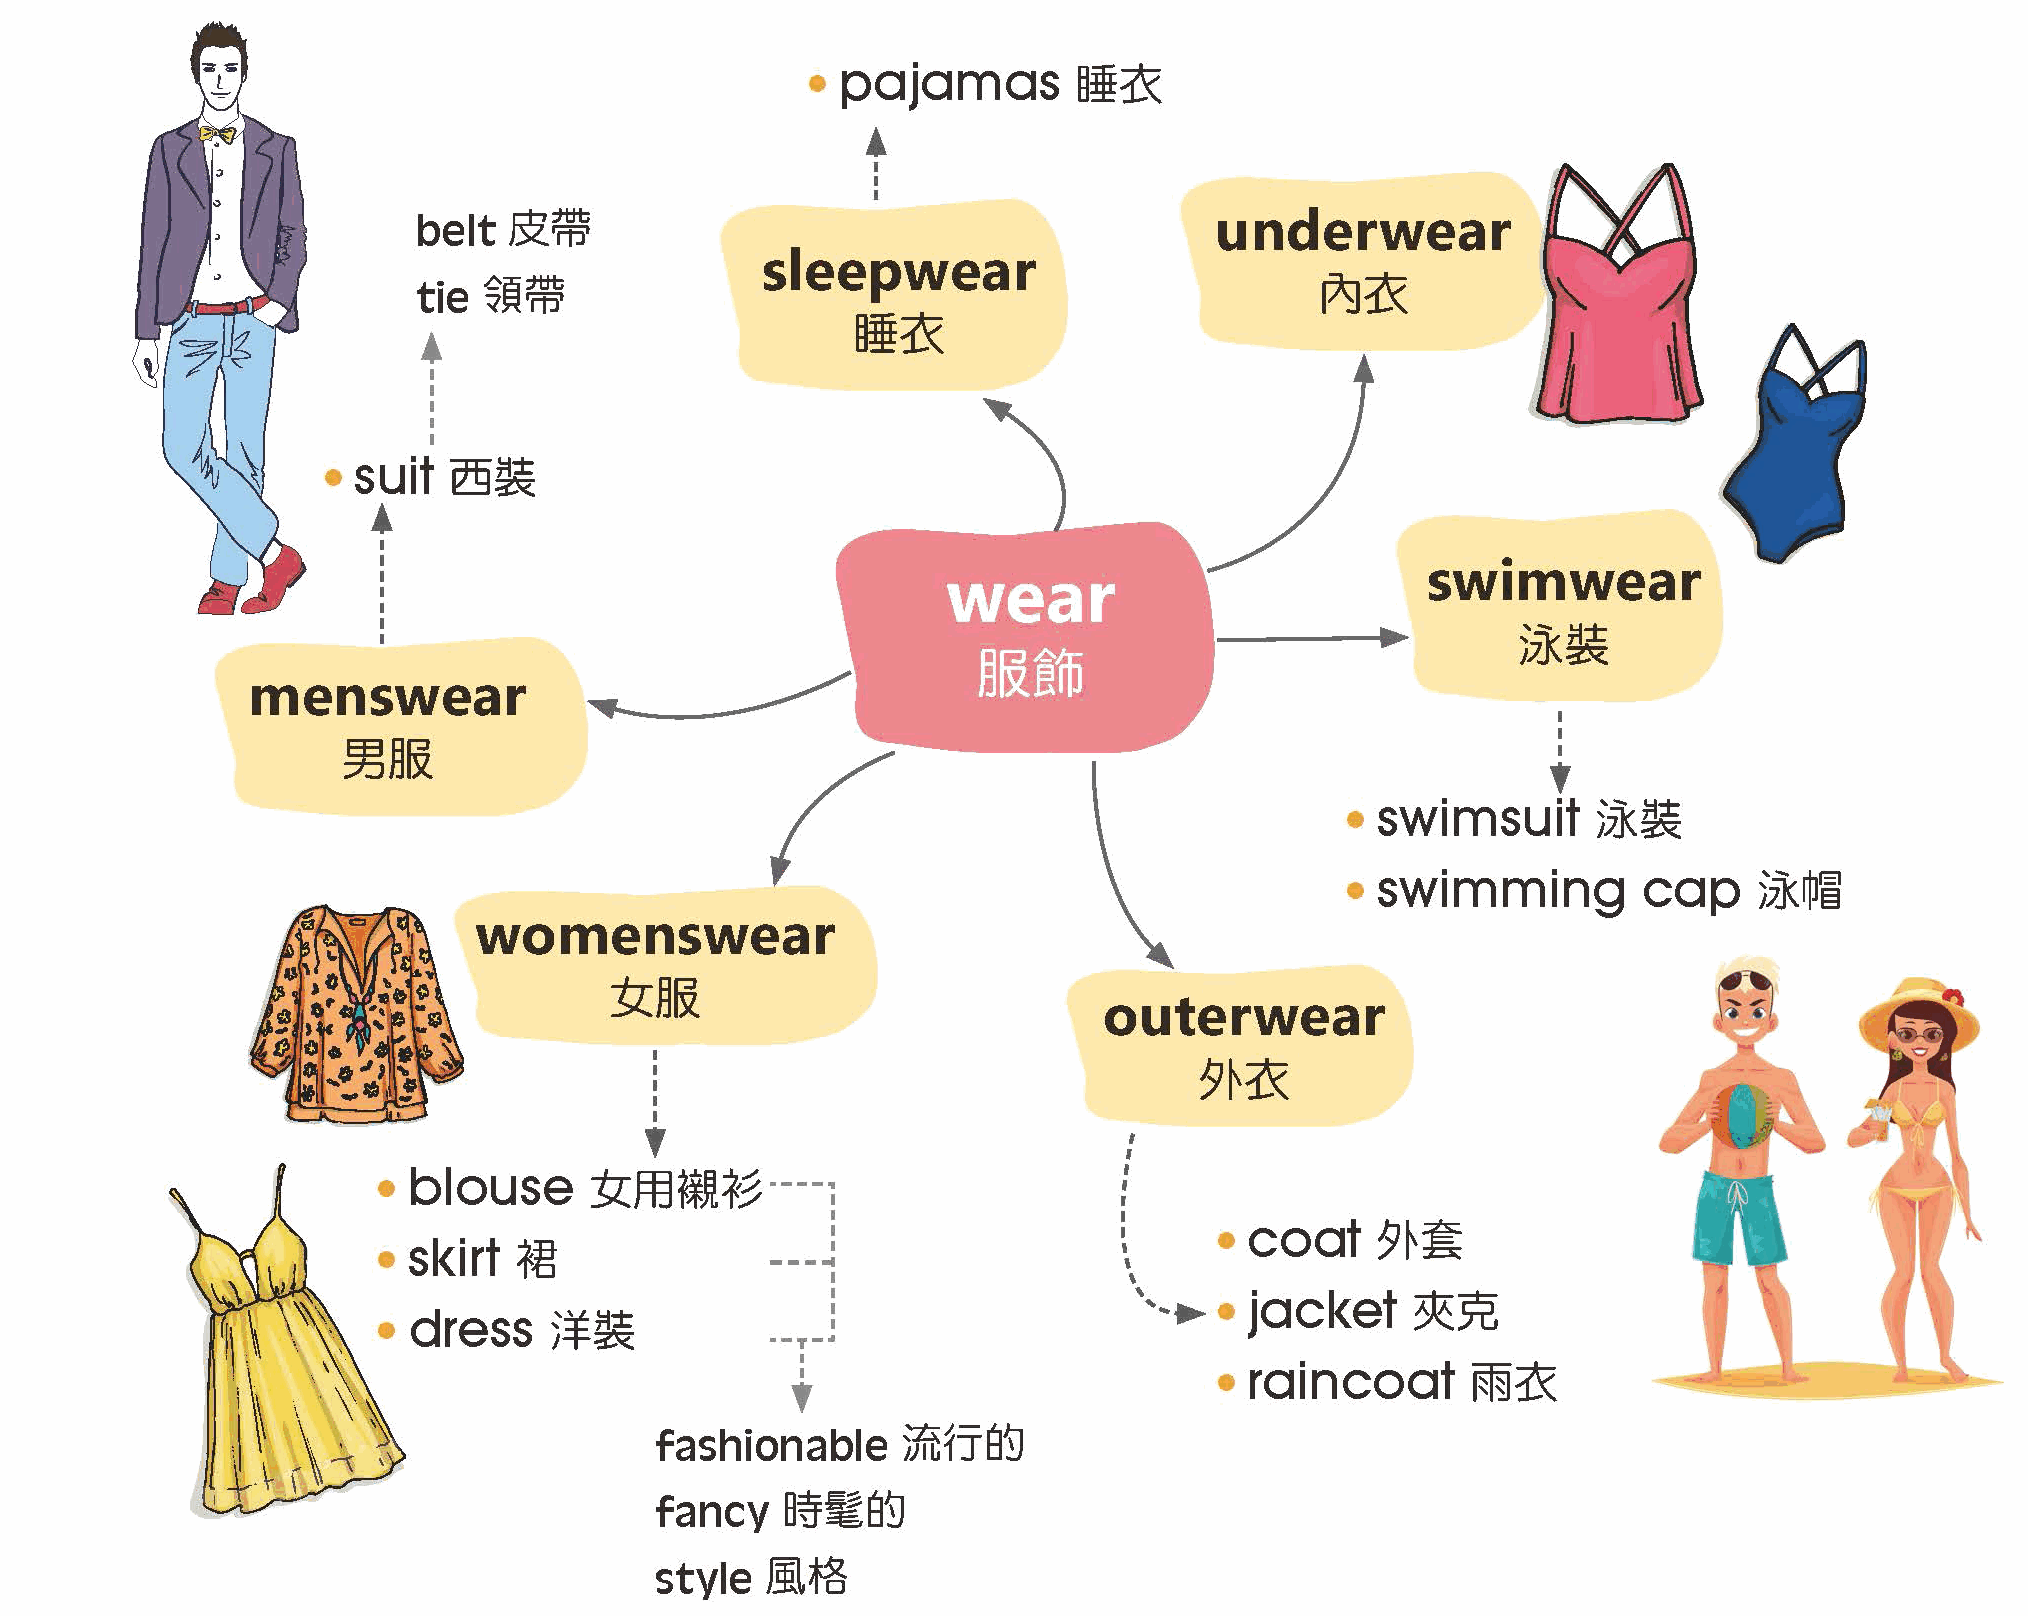 pajamas 睡衣
belt 皮帶
tie 領帶
sleepwear
睡衣
underwear
內衣
suit 西裝
wear
服飾
swimwear
泳裝
menswear
男服
swimsuit 泳裝
swimming cap 泳帽
womenswear
女服
outerwear
外衣
blouse 女用襯衫
skirt 裙
dress 洋裝
coat 外套
jacket 夾克
raincoat 雨衣
fashionable 流行的
fancy 時髦的
style 風格